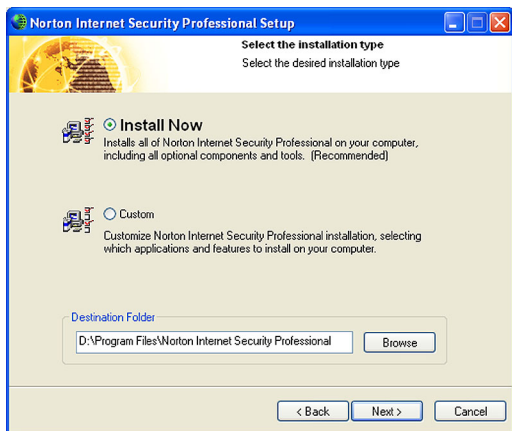 Norton Internet Security Professional Setup
Select the installation type
Select the desired installation type
Install Now
Installs all of Norton Internet Security Professional on your computer,
including all optional components and tools.  (Recommended)
Custom
Customize Norton Internet Security Professional installation, selecting
which applications and features to install on your computer.
Destination Folder
D:\Program Files\Norton Internet Security Professional
Browse
< Back
Next >
Cancel